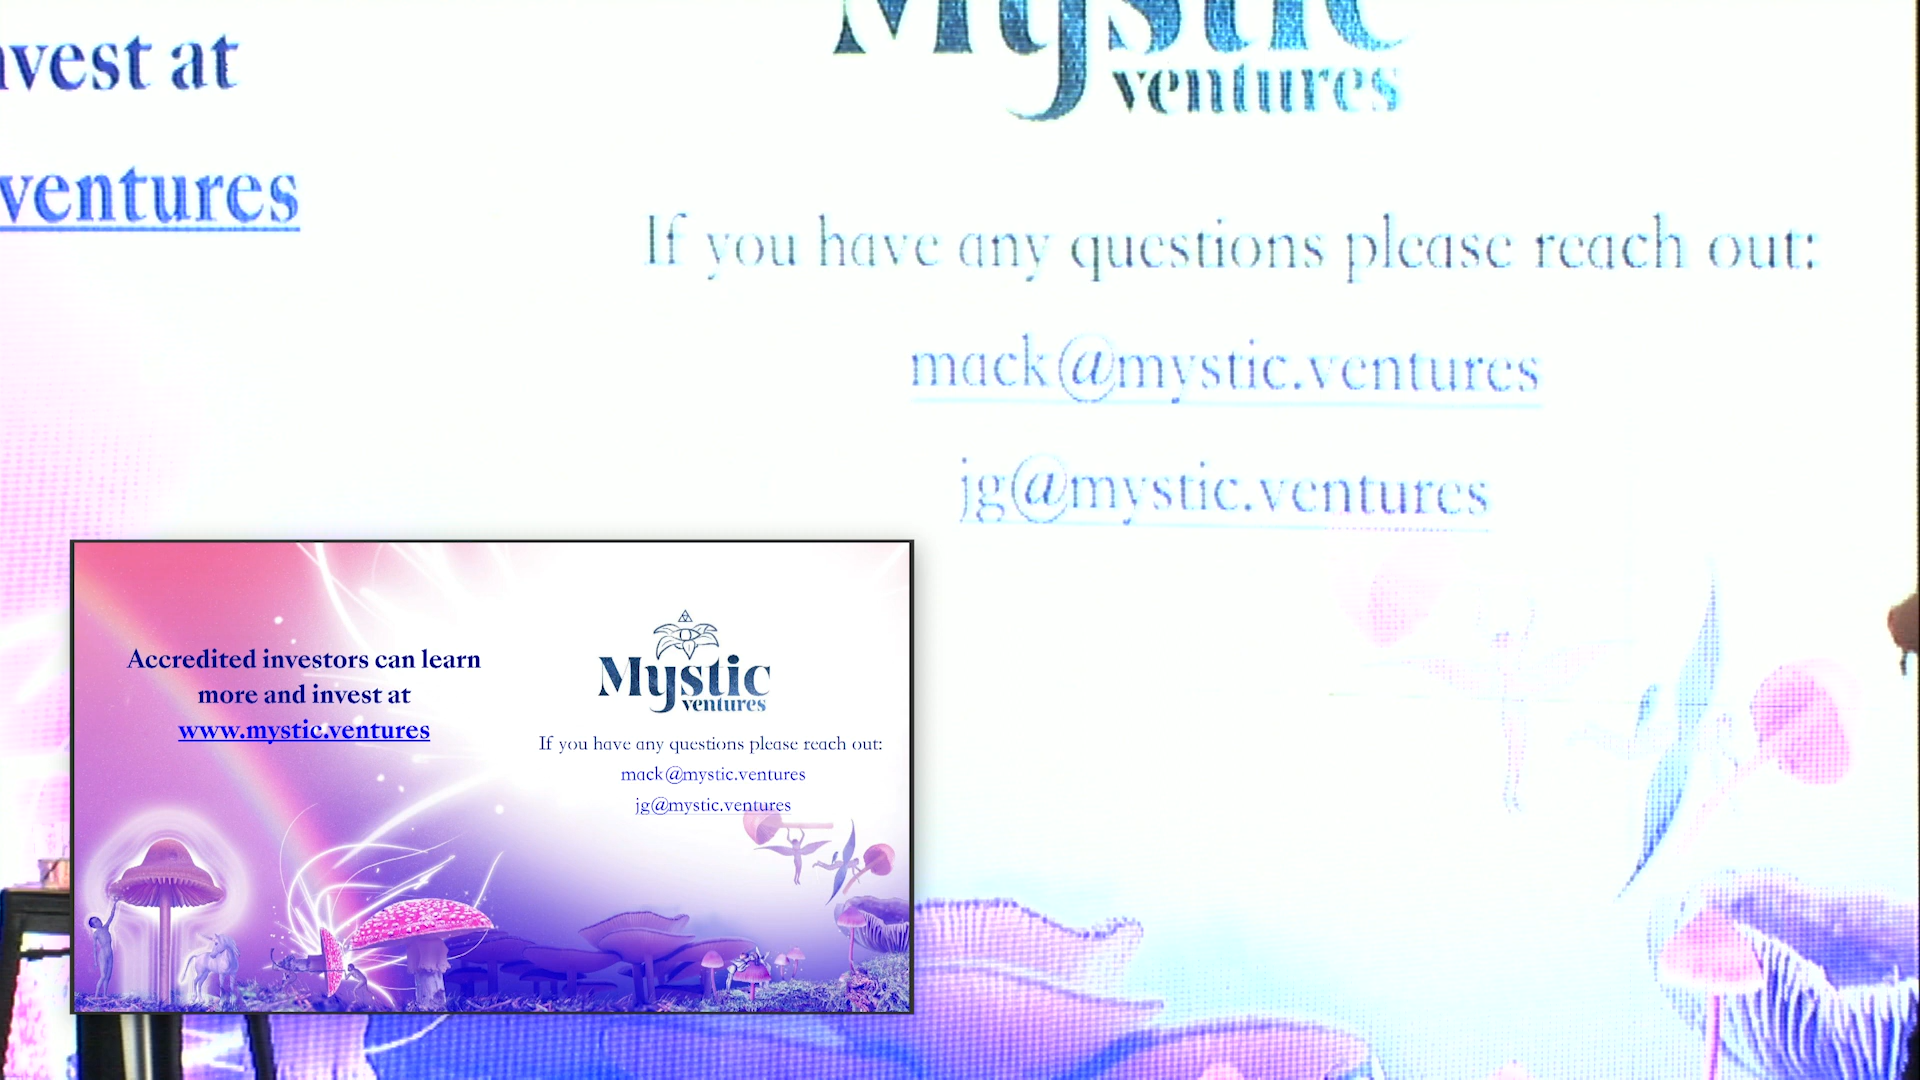 nvest at
ventures
Mystic
ventures
If you have any questions please reach out:
mack@mystic.ventures
jg@mystic.ventures
Accredited investors can learn
more and invest at
www.mystic.ventures
Mystic
ventures
If you have any questions please reach out:
mack@mystic.ventures
jg@mystic.ventures